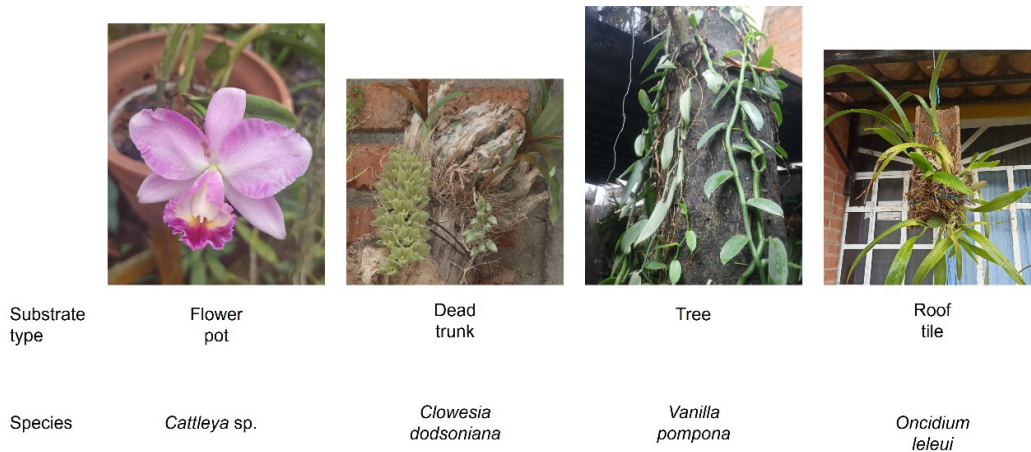 Substrate
type
Flower
pot
Dead
trunk
Tree
Roof
tile
Species
Cattleya sp.
Clowesia
dodsoniana
Vanilla
pompona
Oncidium
leleui